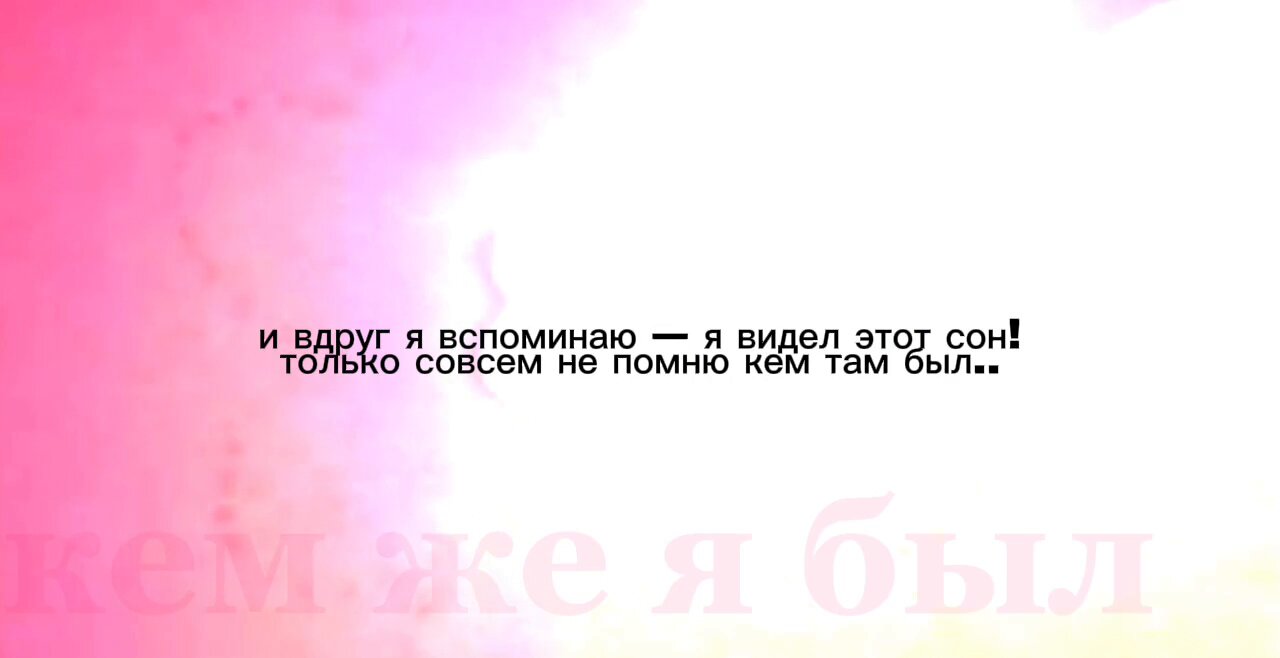 и вдруг я вспоминаю — я видел этот сон!
только совсем не помню кем там был..
кем же я был